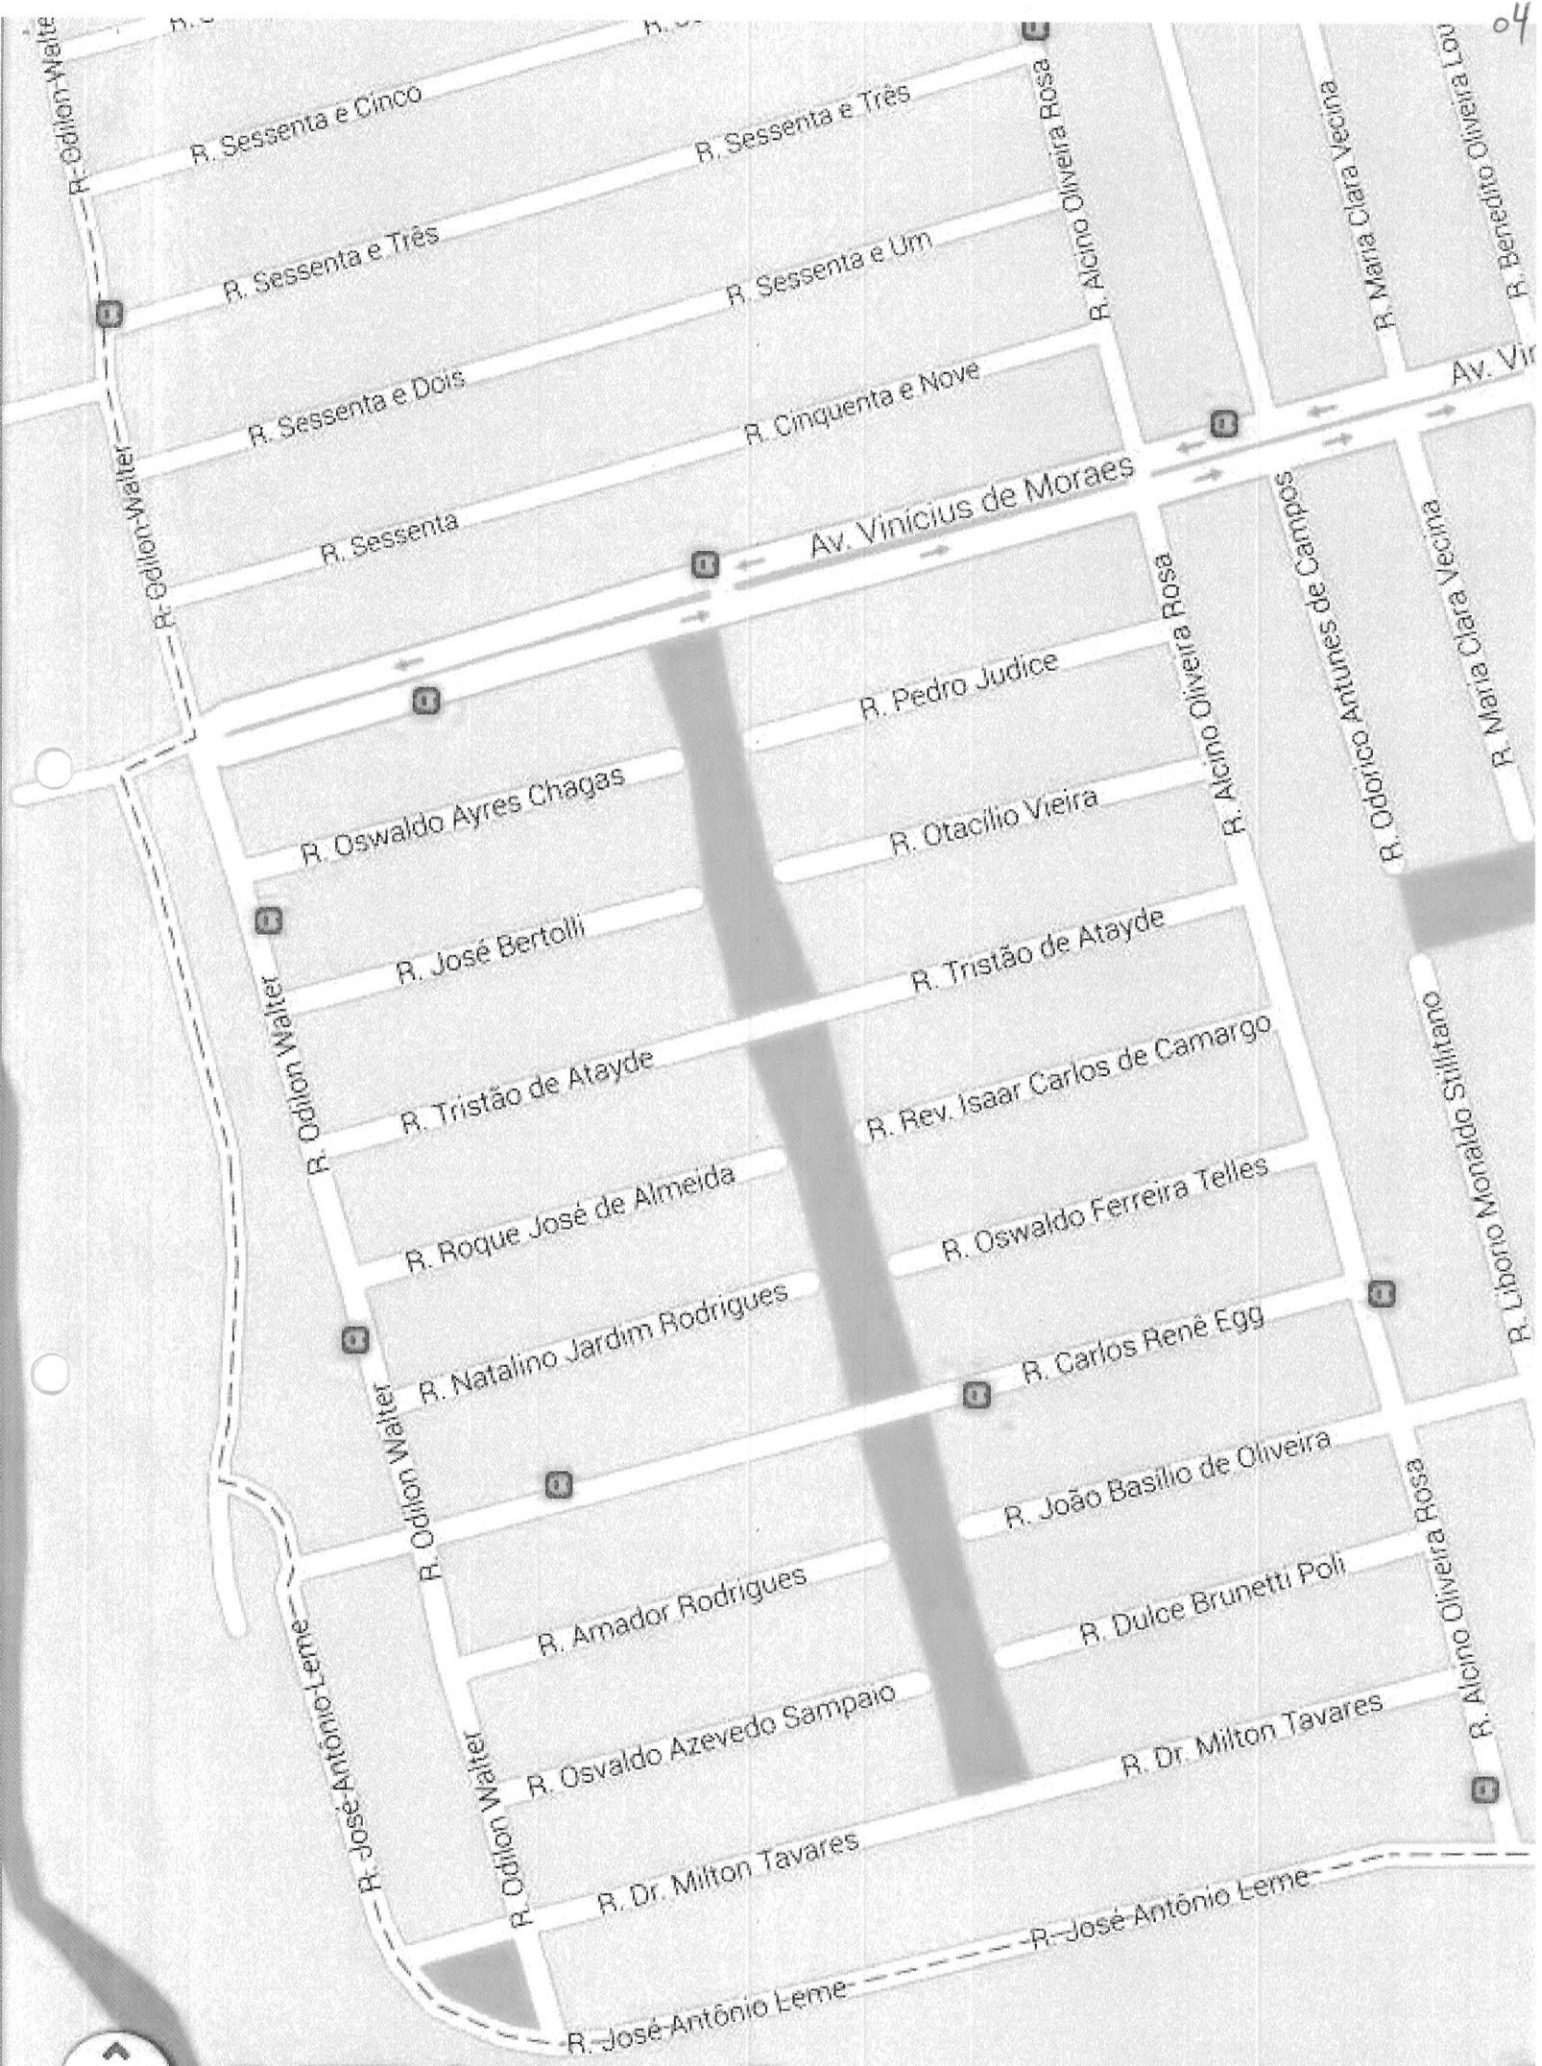 04
R. Odilon Walter
R. Sessenta e Cinco
R. Sessenta e Três
R. Alcino Oliveira Rosa
R. Maria Clara Vecina
R. Benedito Oliveira Lou
R. Sessenta e Três
R. Sessenta e Um
R. Sessenta e Dois
R. Cinquenta e Nove
Av. Vin
R. Odilon Walter
R. Sessenta
Av. Vinícius de Moraes
R. Alcino Oliveira Rosa
R. Odorico Antunes de Campos
R. Maria Clara Vecina
R. Pedro Judice
R. Oswaldo Ayres Chagas
R. Otacílio Vieira
R. José Bertolli
R. Tristão de Atayde
R. Odilon Walter
R. Tristão de Atayde
R. Rev. Isaar Carlos de Camargo
R. Liborio Monaldo Stillitano
R. Roque José de Almeida
R. Oswaldo Ferreira Telles
R. Natalino Jardim Rodrigues
R. Carlos Renê Egg
R. Odilon Walter
R. João Basílio de Oliveira
R. Alcino Oliveira Rosa
R. Amador Rodrigues
R. Dulce Brunetti Poli
R. José Antônio Leme
R. Osvaldo Azevedo Sampaio
R. Dr. Milton Tavares
R. Odilon Walter
R. Dr. Milton Tavares
R. José Antônio Leme
R. José Antônio Leme